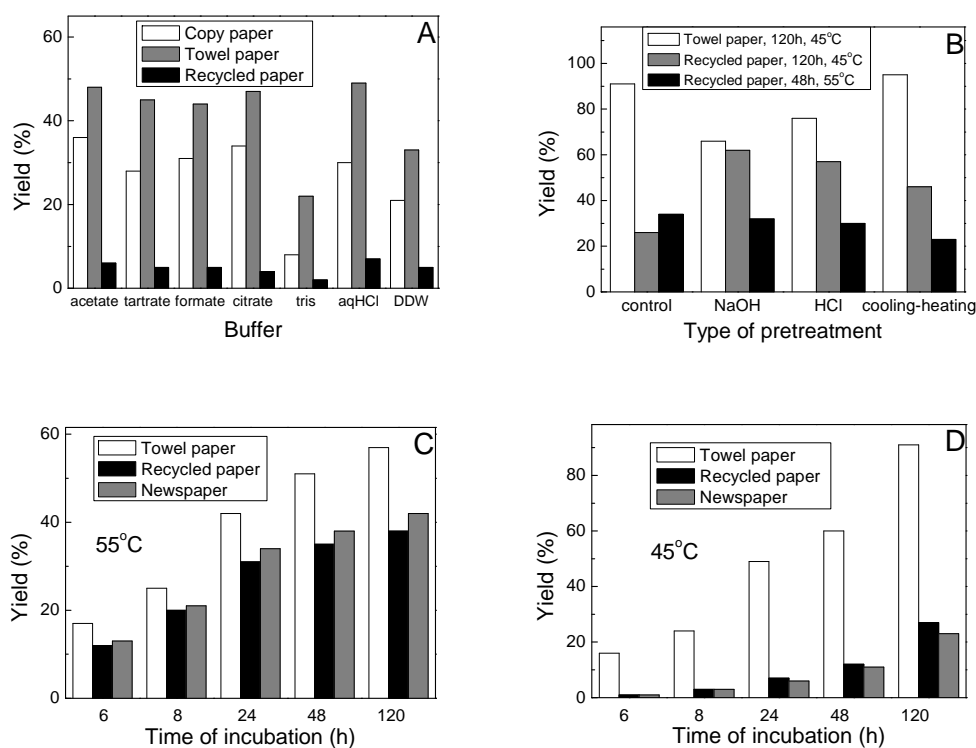 A
Copy paper
Towel paper
Recycled paper
Yield (%)
60
40
20
0
acetate tartrate formate citrate tris aqHCl DDW
Buffer
B
Towel paper, 120h, 45°C
Recycled paper, 120h, 45°C
Recycled paper, 48h, 55°C
Yield (%)
100
80
60
40
20
0
control NaOH HCl cooling-heating
Type of pretreatment
C
Towel paper
Recycled paper
Newspaper
55°C
Yield (%)
60
40
20
0
6 8 24 48 120
Time of incubation (h)
D
Towel paper
Recycled paper
Newspaper
45°C
Yield (%)
80
60
40
20
0
6 8 24 48 120
Time of incubation (h)